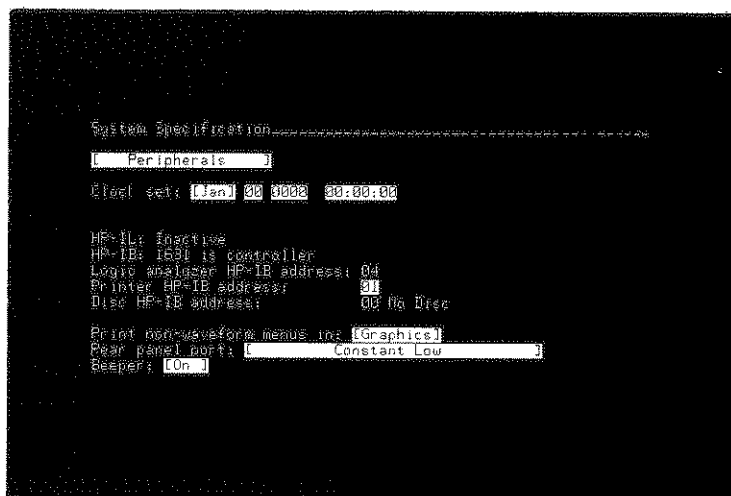 System Specification
[ Peripherals ]
Clock set: [Jan] 00 0000 00:00:00
HP-IL: Inactive
HP-IB: 1631 is controller
Logic analyzer HP-IB address: 04
Printer HP-IB address: 01
Disc HP-IB address: 00 No Disc
Print non-waveform menus in: [Graphics]
Rear panel port: [ Constant Low ]
Beeper: [On ]